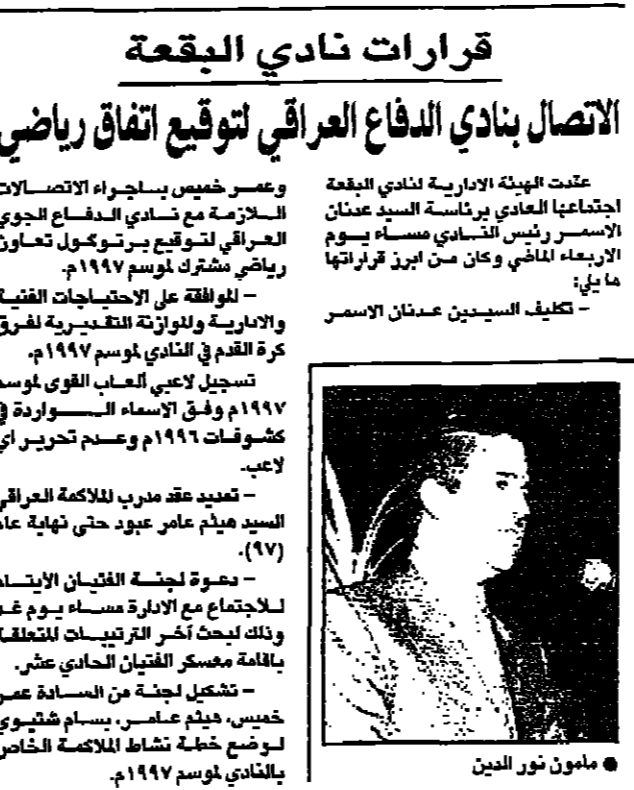 قرارات نادي البقعة
الاتصال بنادي الدفاع العراقي لتوقيع اتفاق رياضي
عقدت الهيئة الادارية لنادي البقعة
اجتماعها العادي برئاسة السيد عدنان
الاسمر رئيس النادي مساء يوم
الاربعاء الماضي وكان من ابرز قراراتها
ما يلي:
– تكليف السيدين عدنان الاسمر
وعمر خميس باجراء الاتصالات
اللازمة مع نادي الدفاع الجوي
العراقي لتوقيع برتوكول تعاون
رياضي مشترك لموسم ١٩٩٧م.
– الموافقة على الاحتياجات الفنية
والادارية والموازنة التقديرية لفرق
كرة القدم في النادي لموسم ١٩٩٧م.
تسجيل لاعبي ألعاب القوى لموسم
١٩٩٧م وفق الاسماء الواردة في
كشوفات ١٩٩٦م وعدم تحرير اي
لاعب.
– تمديد عقد مدرب الملاكمة العراقي
السيد هيثم عامر عبود حتى نهاية عام
(٩٧).
– دعوة لجنة الفتيان الأيتام
للاجتماع مع الادارة مساء يوم غد
وذلك لبحث آخر الترتيبات المتعلقة
باقامة معسكر الفتيان الحادي عشر.
– تشكيل لجنة من السادة عمر
خميس، هيثم عامر، بسام شتيوي
لوضع خطة نشاط الملاكمة الخاص
بالنادي لموسم ١٩٩٧م.
● مامون نور الدين